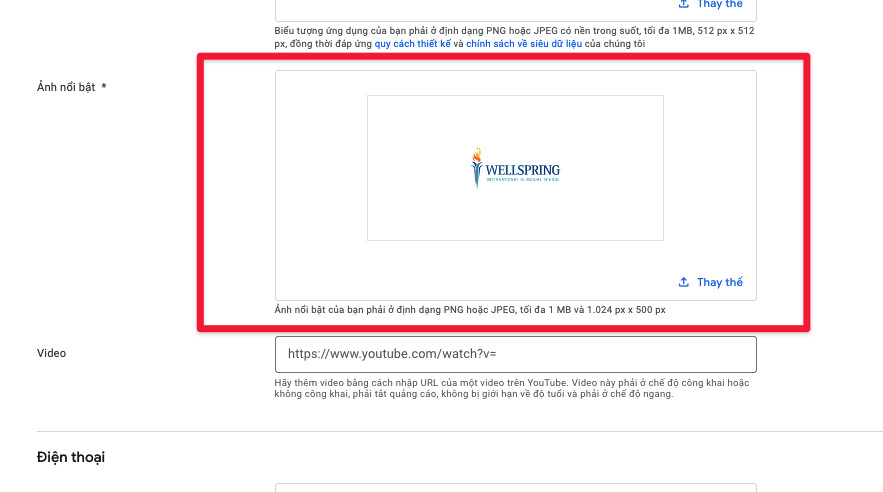 Thay thế
Biểu tượng ứng dụng của bạn phải ở định dạng PNG hoặc JPEG có nền trong suốt, tối đa 1MB, 512 px x 512
px, đồng thời đáp ứng quy cách thiết kế và chính sách về siêu dữ liệu của chúng tôi
Ảnh nổi bật *
WELLSPRING
INTERNATIONAL BILINGUAL SCHOOL
Thay thế
Ảnh nổi bật của bạn phải ở định dạng PNG hoặc JPEG, tối đa 1 MB và 1.024 px x 500 px
Video
https://www.youtube.com/watch?v=
Hãy thêm video bằng cách nhập URL của một video trên YouTube. Video này phải ở chế độ công khai hoặc
không công khai, phải tắt quảng cáo, không bị giới hạn về độ tuổi và phải ở chế độ ngang.
Điện thoại